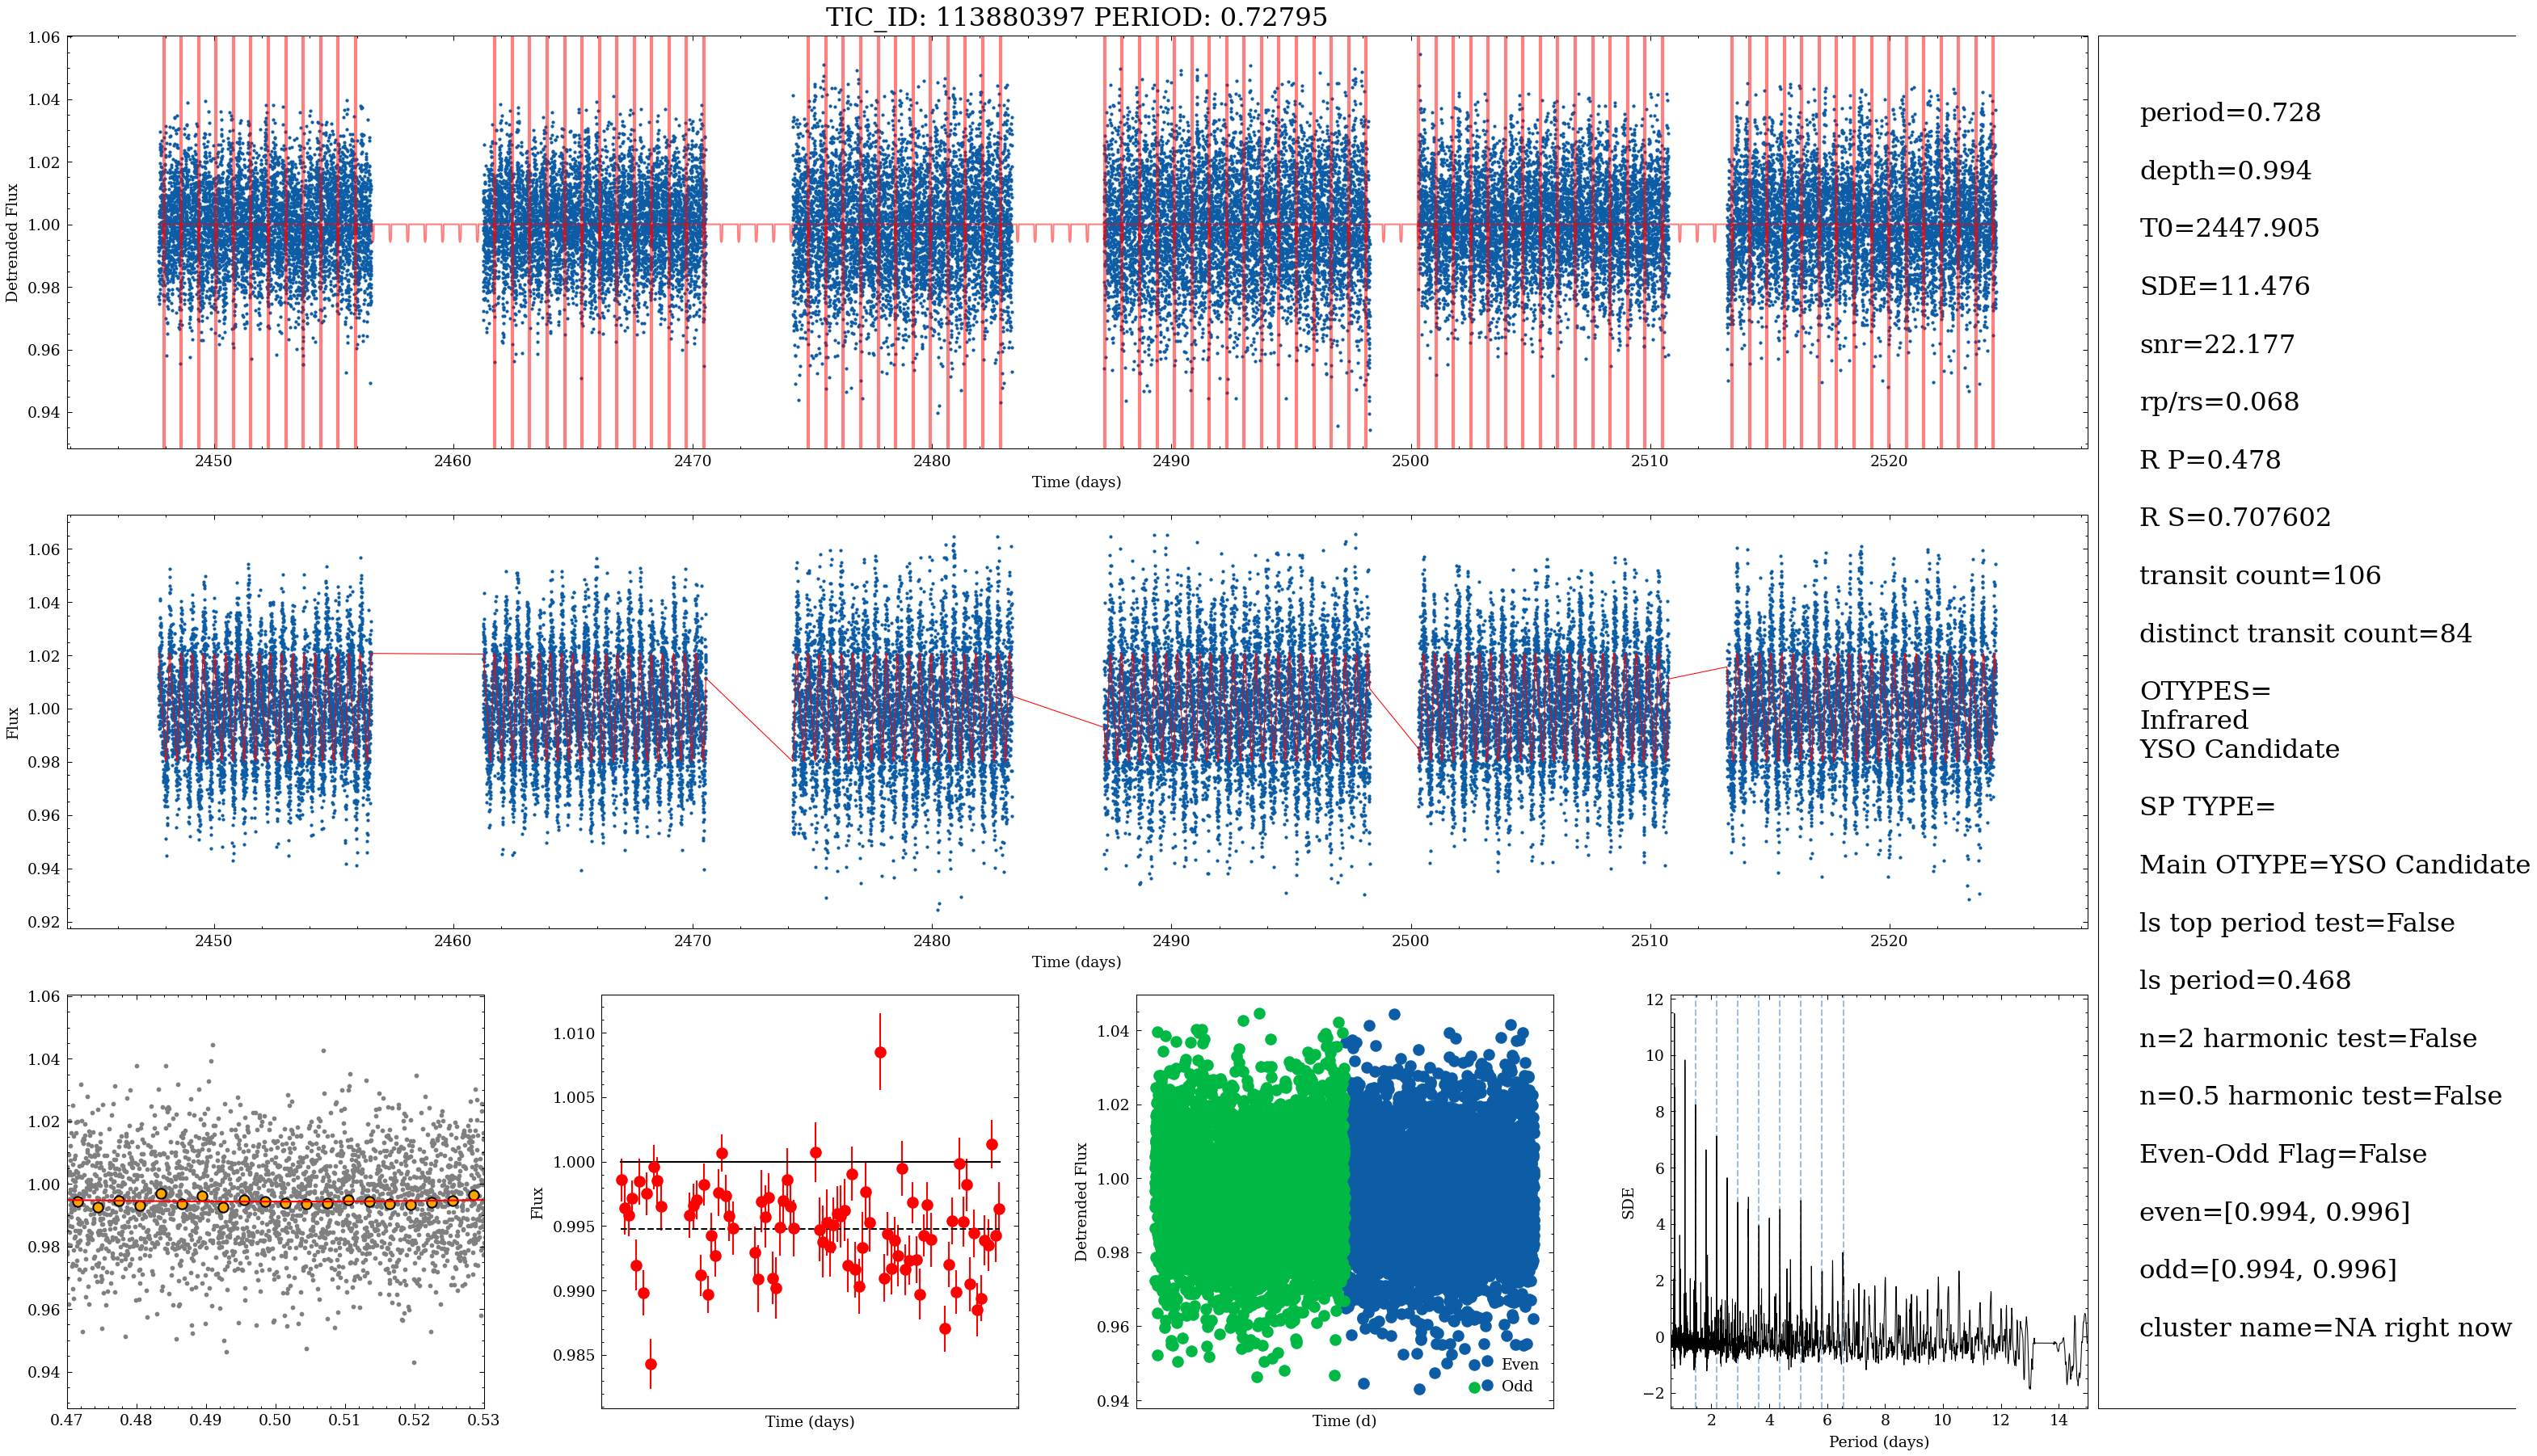 TIC_ID: 113880397 PERIOD: 0.72795
1.06
1.04
1.02
1.00
0.98
0.96
0.94
Detrended Flux
2450 2460 2470 2480 2490 2500 2510 2520
Time (days)
1.06
1.04
1.02
1.00
0.98
0.96
0.94
0.92
Flux
2450 2460 2470 2480 2490 2500 2510 2520
Time (days)
1.06
1.04
1.02
1.00
0.98
0.96
0.94
0.47 0.48 0.49 0.50 0.51 0.52 0.53
1.010
1.005
1.000
0.995
0.990
0.985
Flux
Time (days)
1.04
1.02
1.00
0.98
0.96
0.94
Detrended Flux
Even
Odd
Time (d)
12
10
8
6
4
2
0
−2
SDE
2 4 6 8 10 12 14
Period (days)
period=0.728
depth=0.994
T0=2447.905
SDE=11.476
snr=22.177
rp/rs=0.068
R P=0.478
R S=0.707602
transit count=106
distinct transit count=84
OTYPES=
Infrared
YSO Candidate
SP TYPE=
Main OTYPE=YSO Candidate
ls top period test=False
ls period=0.468
n=2 harmonic test=False
n=0.5 harmonic test=False
Even-Odd Flag=False
even=[0.994, 0.996]
odd=[0.994, 0.996]
cluster name=NA right now